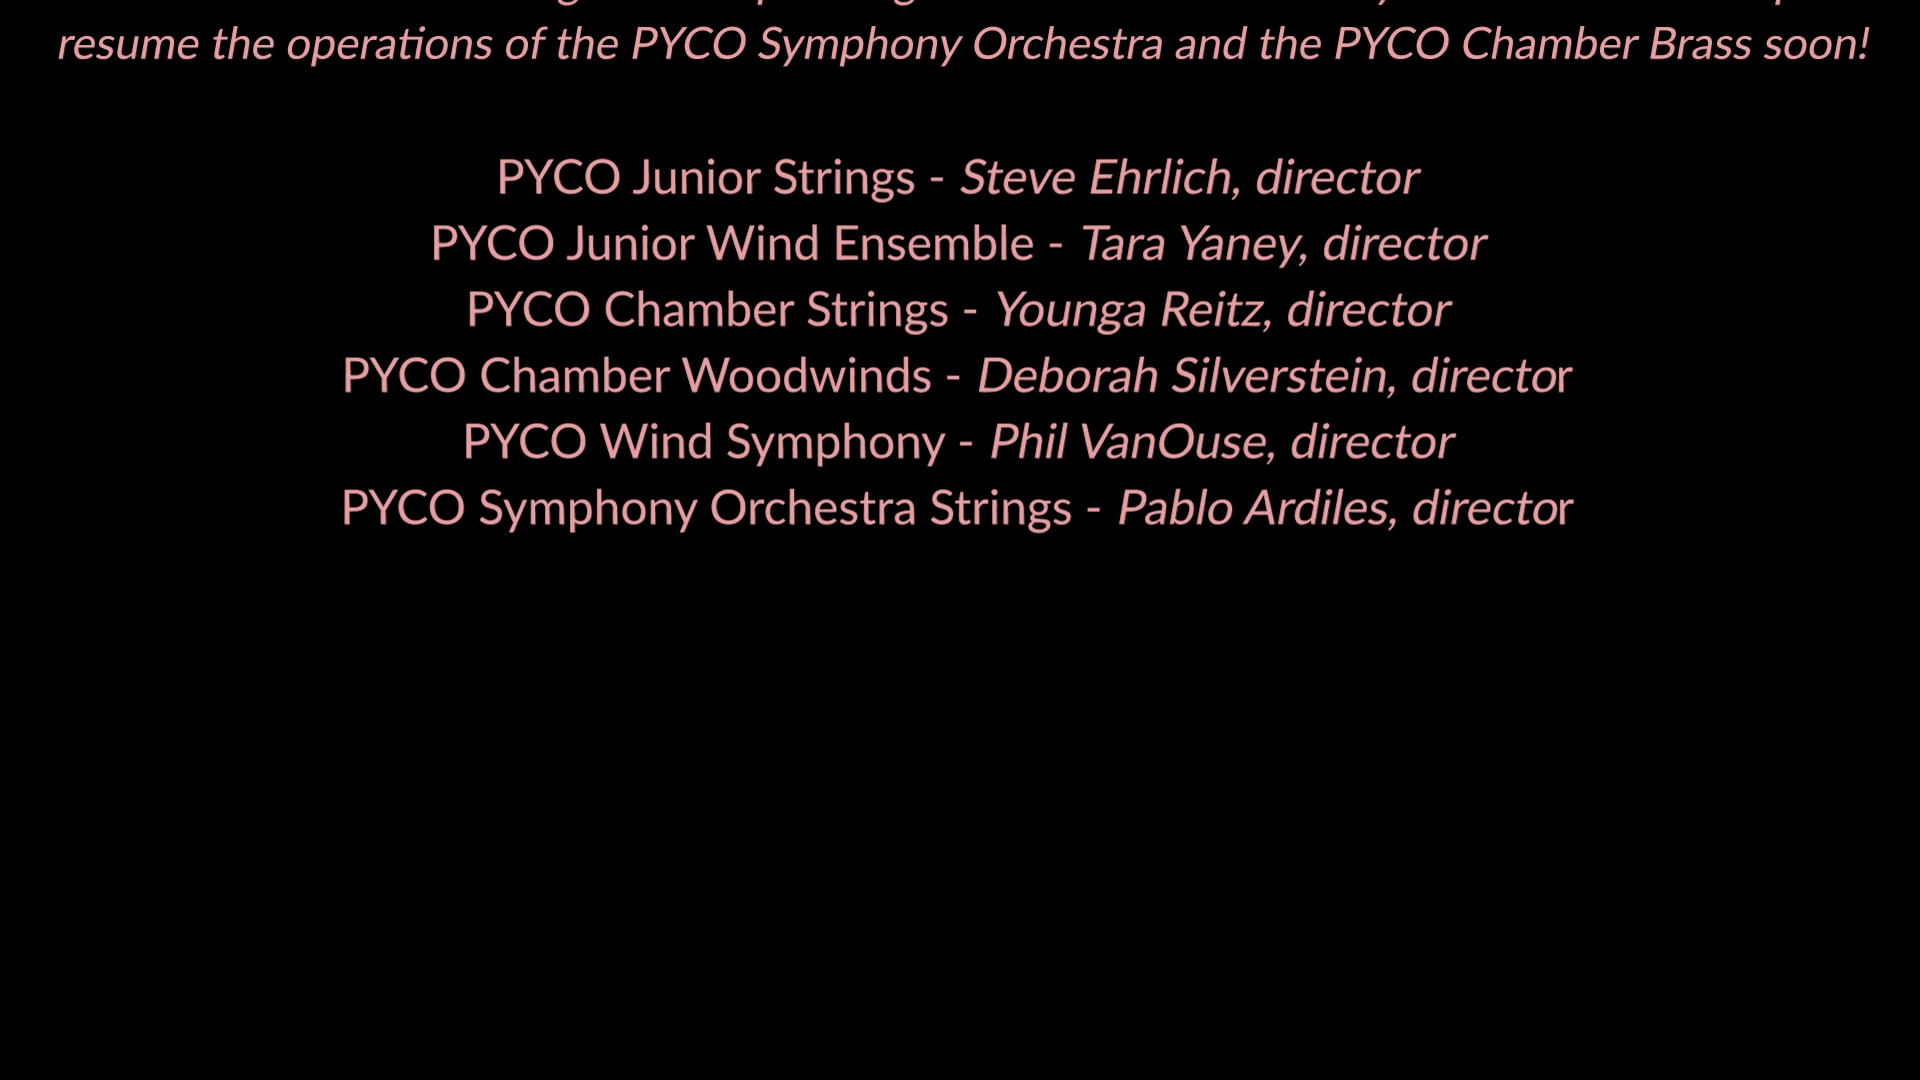 resume the operations of the PYCO Symphony Orchestra and the PYCO Chamber Brass soon!
PYCO Junior Strings - Steve Ehrlich, director
PYCO Junior Wind Ensemble - Tara Yaney, director
PYCO Chamber Strings - Younga Reitz, director
PYCO Chamber Woodwinds - Deborah Silverstein, director
PYCO Wind Symphony - Phil VanOuse, director
PYCO Symphony Orchestra Strings - Pablo Ardiles, director